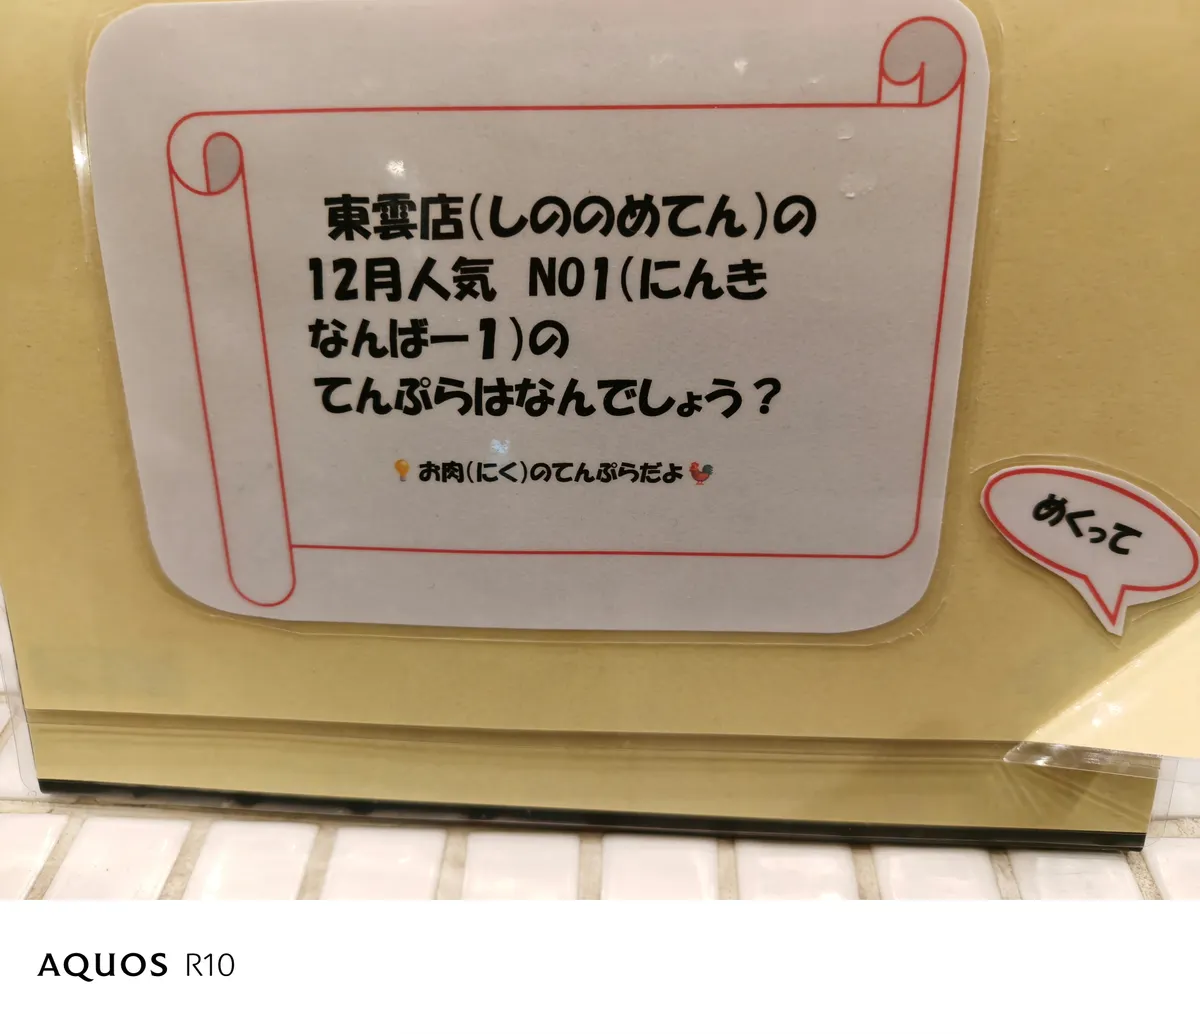 東雲店(しののめてん)の
12月人気 NO1(にんき
なんばー1)の
てんぷらはなんでしょう？
お肉(にく)のてんぷらだよ
めくって
AQUOS R10